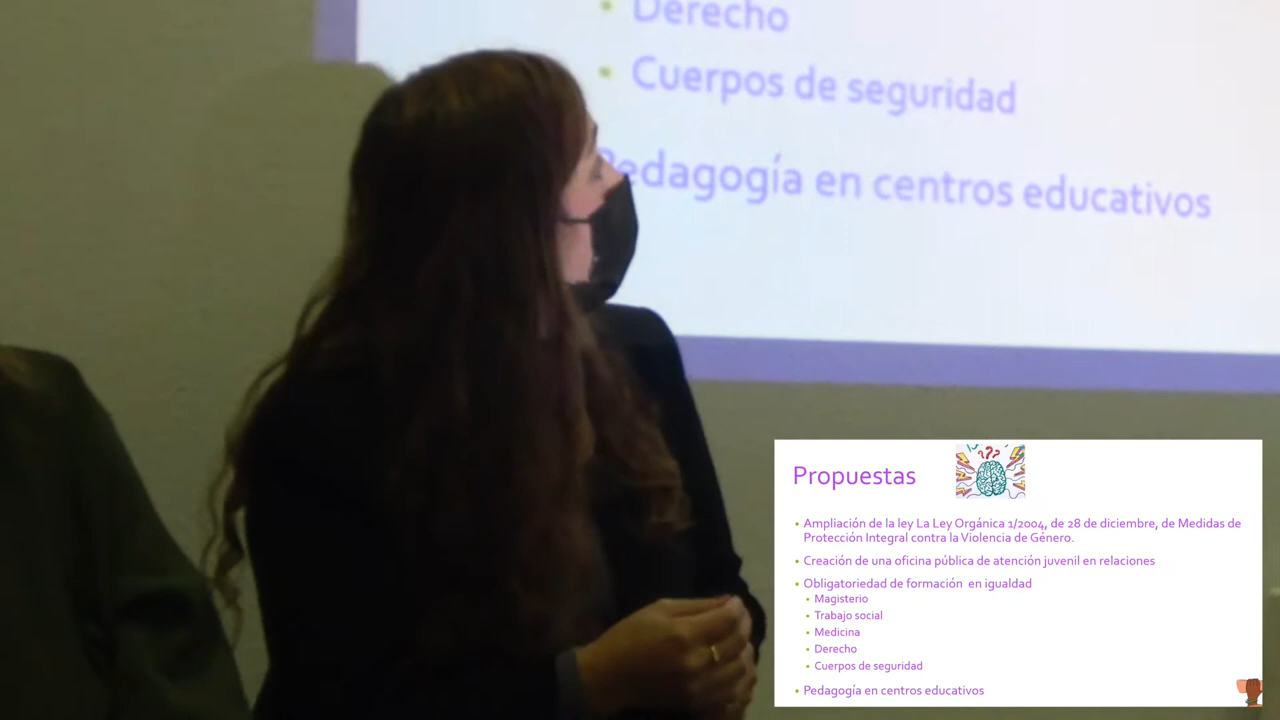 Derecho
Cuerpos de seguridad
Pedagogía en centros educativos
Propuestas
Ampliación de la ley La Ley Orgánica 1/2004, de 28 de diciembre, de Medidas de
Protección Integral contra la Violencia de Género.
Creación de una oficina pública de atención juvenil en relaciones
Obligatoriedad de formación en igualdad
Magisterio
Trabajo social
Medicina
Derecho
Cuerpos de seguridad
Pedagogía en centros educativos